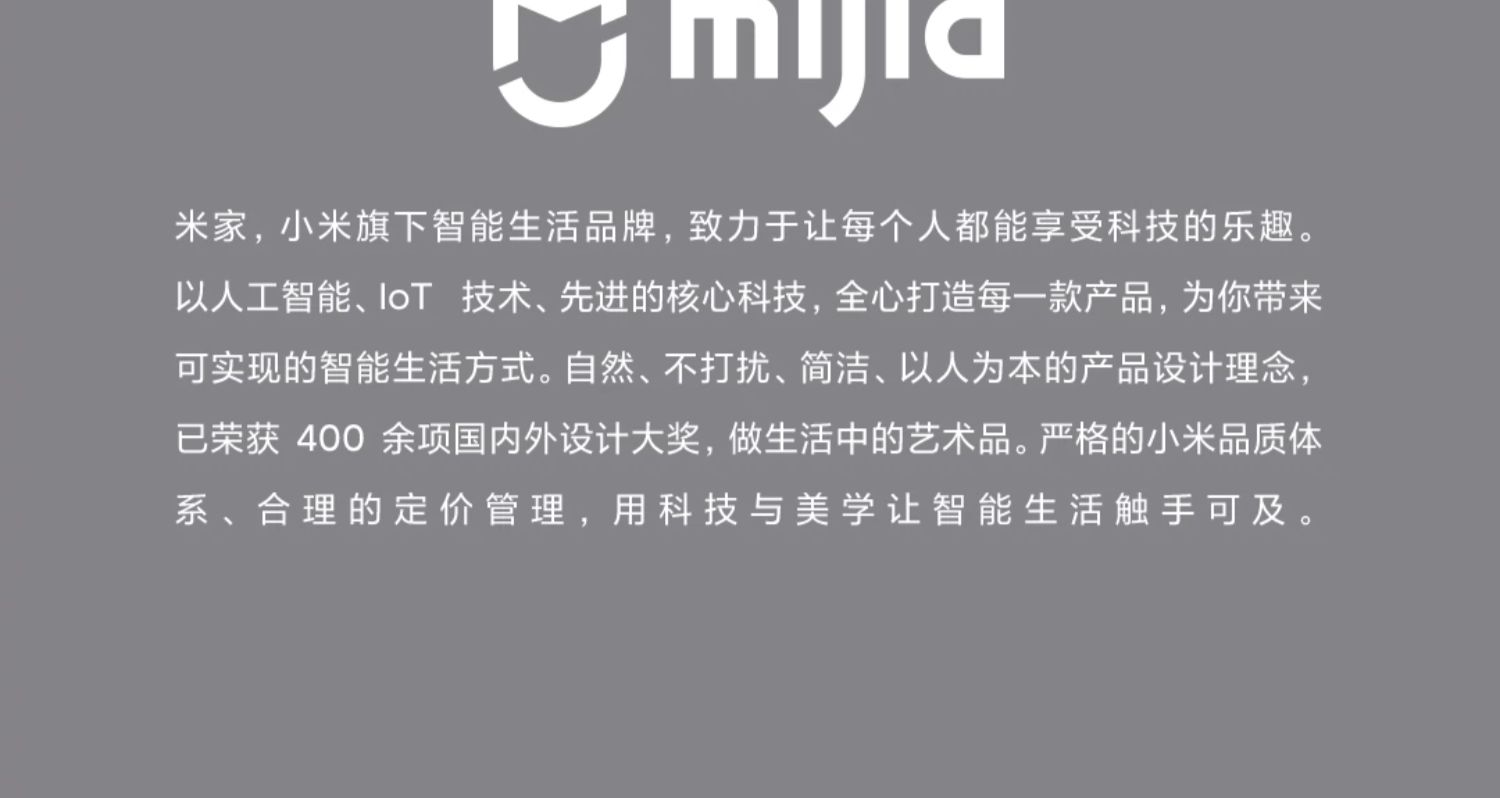 mijia
米家，小米旗下智能生活品牌，致力于让每个人都能享受科技的乐趣。
以人工智能、IoT 技术、先进的核心科技，全心打造每一款产品，为你带来
可实现的智能生活方式。自然、不打扰、简洁、以人为本的产品设计理念，
已荣获 400 余项国内外设计大奖，做生活中的艺术品。严格的小米品质体
系、合理的定价管理，用科技与美学让智能生活触手可及。